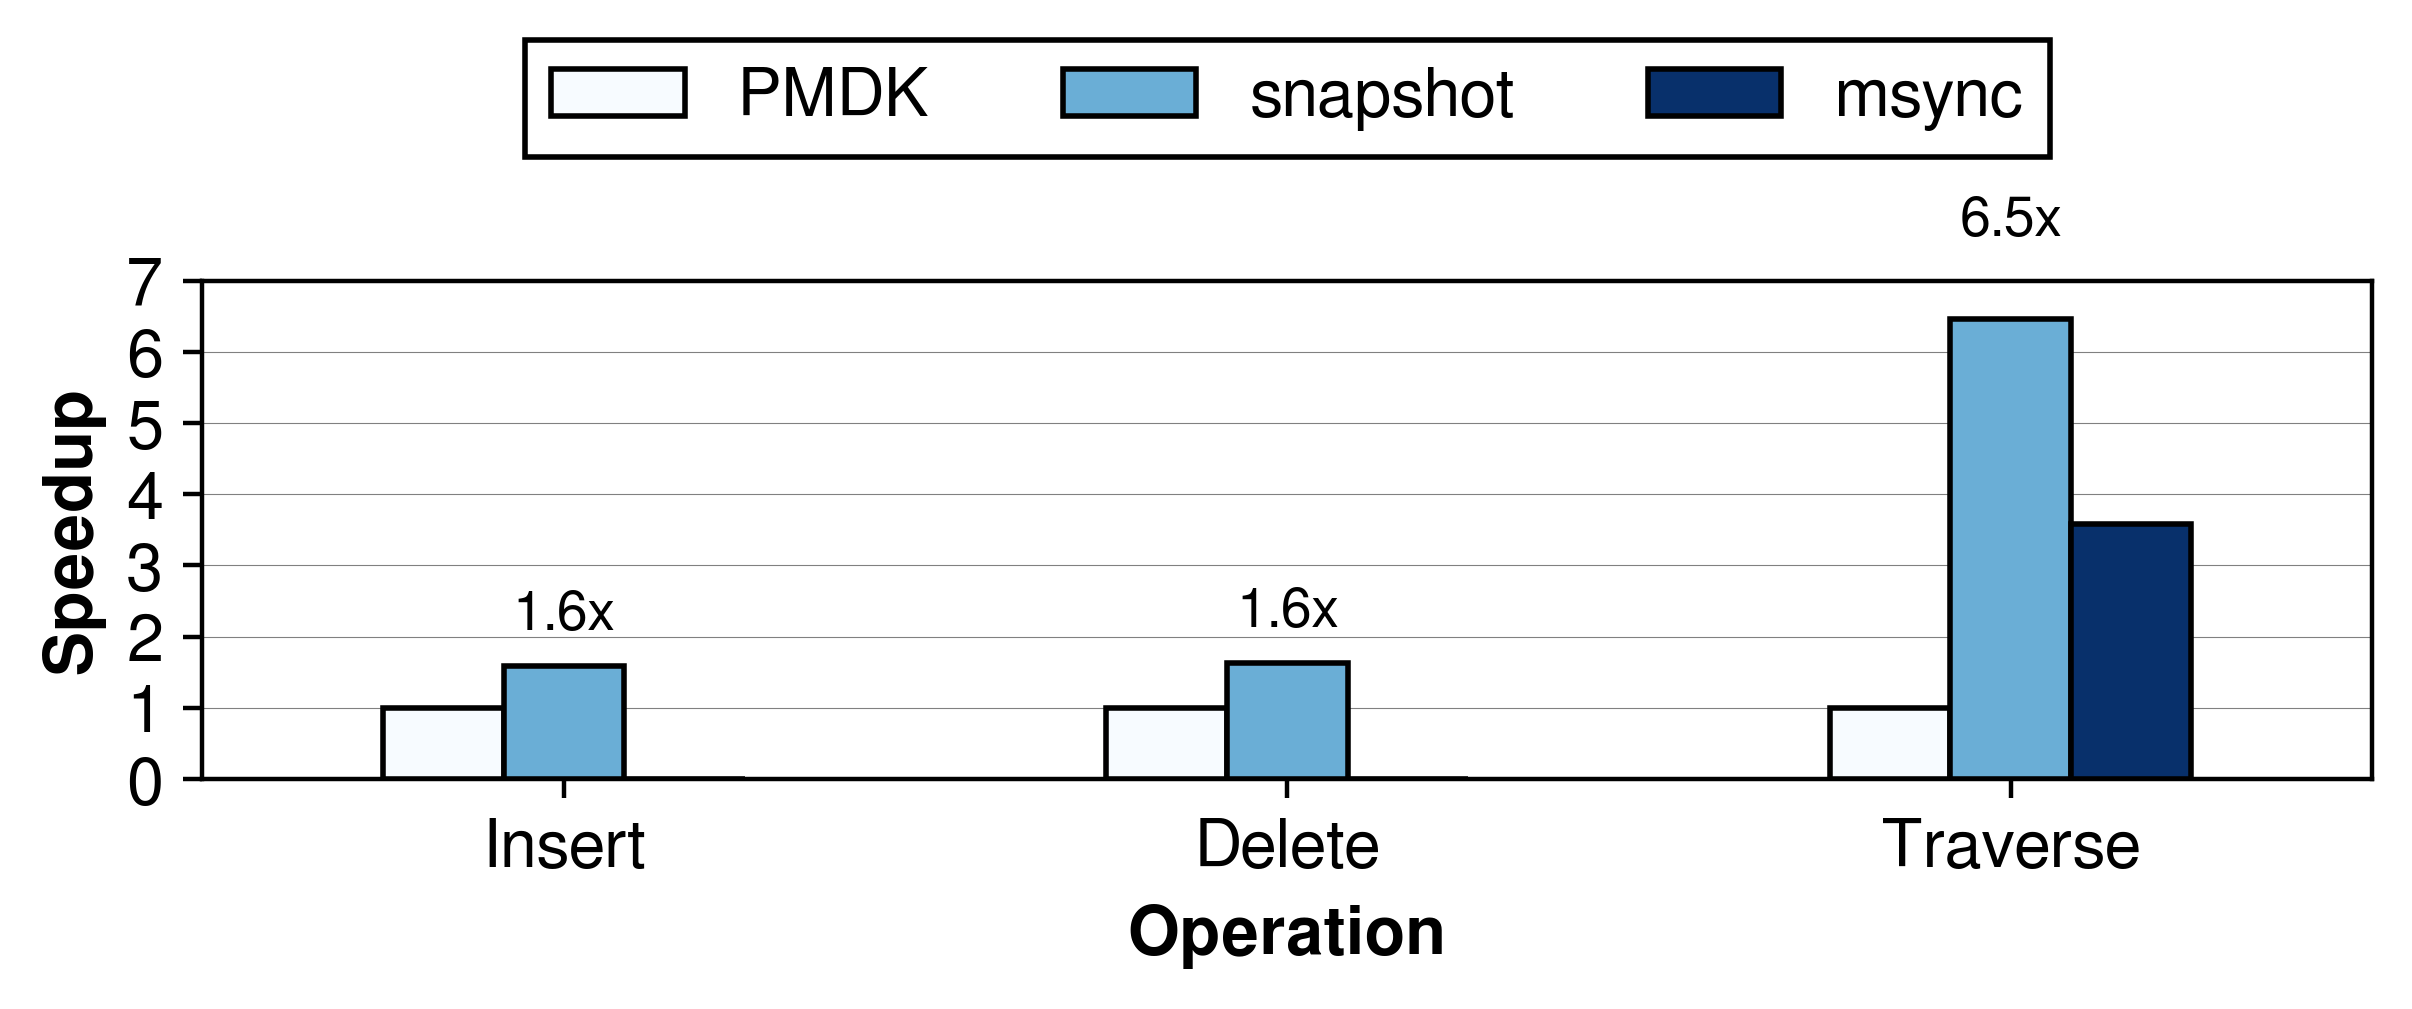 PMDK snapshot msync
6.5x
7
6
5
4
3
2
1
0
Speedup
1.6x
1.6x
Insert Delete Traverse
Operation